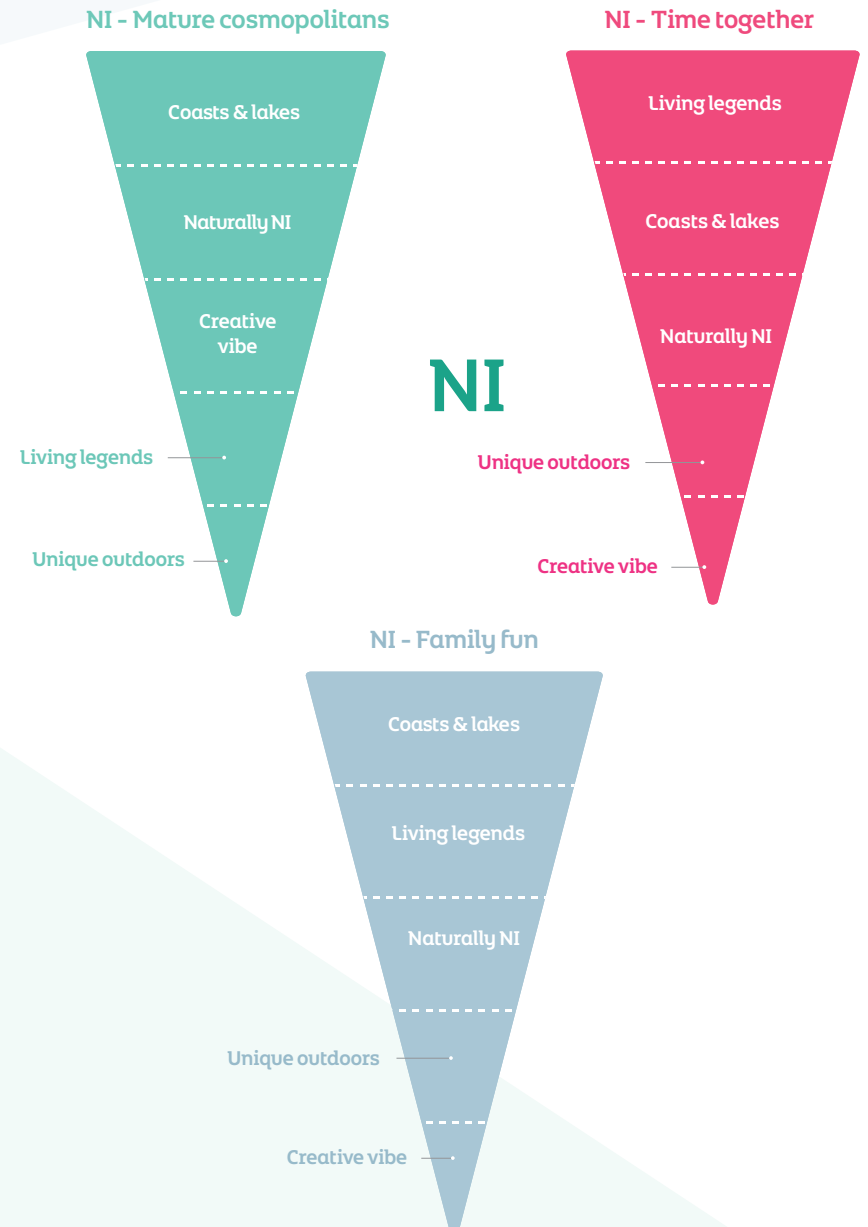 NI - Mature cosmopolitans
Coasts & lakes
Naturally NI
Creative
vibe
Living legends
Unique outdoors
NI - Time together
Living legends
Coasts & lakes
Naturally NI
Unique outdoors
Creative vibe
NI
NI - Family fun
Coasts & lakes
Living legends
Naturally NI
Unique outdoors
Creative vibe